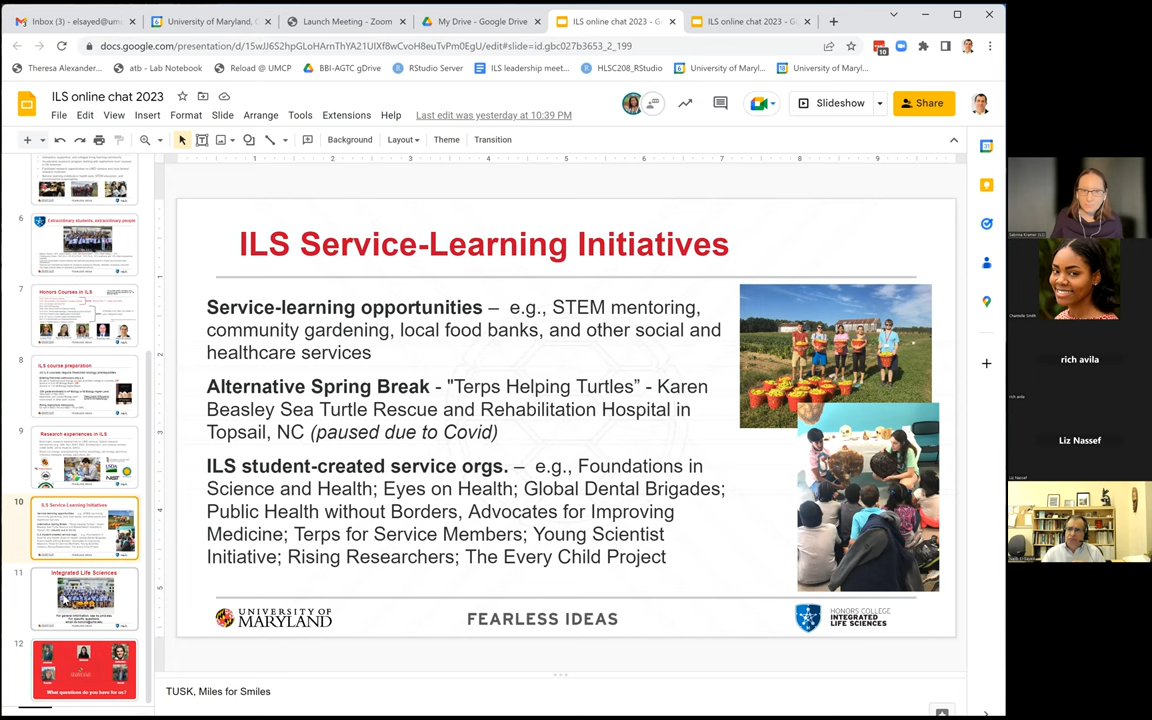 Inbox (3) - elsayed@um
University of Maryland, C
Launch Meeting - Zoom
My Drive - Google Drive
ILS online chat 2023 - G
ILS online chat 2023 - G
docs.google.com/presentation/d/15wJJ6S2hpGLoHArnThYA21UIXf8wCvoH8euTvPm0EgU/edit#slide=id.gbc027b3653_2_199
10
Theresa Alexander...
atb - Lab Notebook
Reload @ UMCP
BBI-AGTC gDrive
RStudio Server
ILS leadership meet...
HLSC208_RStudio
University of Maryl...
University of Maryl...
ILS online chat 2023
File Edit View Insert Format Slide Arrange Tools Extensions Help Last edit was yesterday at 10:39 PM
Slideshow
Share
Background Layout Theme Transition
6
Extraordinary students, extraordinary people
7
Honors Courses in ILS
8
ILS course preparation
9
Research experiences in ILS
10
ILS Service-Learning Initiatives
11
Integrated Life Sciences
12
What questions do you have for us?
ILS Service-Learning Initiatives
Service-learning opportunities – e.g., STEM mentoring,
community gardening, local food banks, and other social and
healthcare services
Alternative Spring Break - "Terps Helping Turtles” - Karen
Beasley Sea Turtle Rescue and Rehabilitation Hospital in
Topsail, NC (paused due to Covid)
ILS student-created service orgs. – e.g., Foundations in
Science and Health; Eyes on Health; Global Dental Brigades;
Public Health without Borders, Advocates for Improving
Medicine; Terps for Service Members; Young Scientist
Initiative; Rising Researchers; The Every Child Project
UNIVERSITY OF
MARYLAND
FEARLESS IDEAS
HONORS COLLEGE
INTEGRATED
LIFE SCIENCES
TUSK, Miles for Smiles
Sabrina Kramer
Chantelle Smith
rich avila
rich avila
Liz Nassef
Liz Nassef